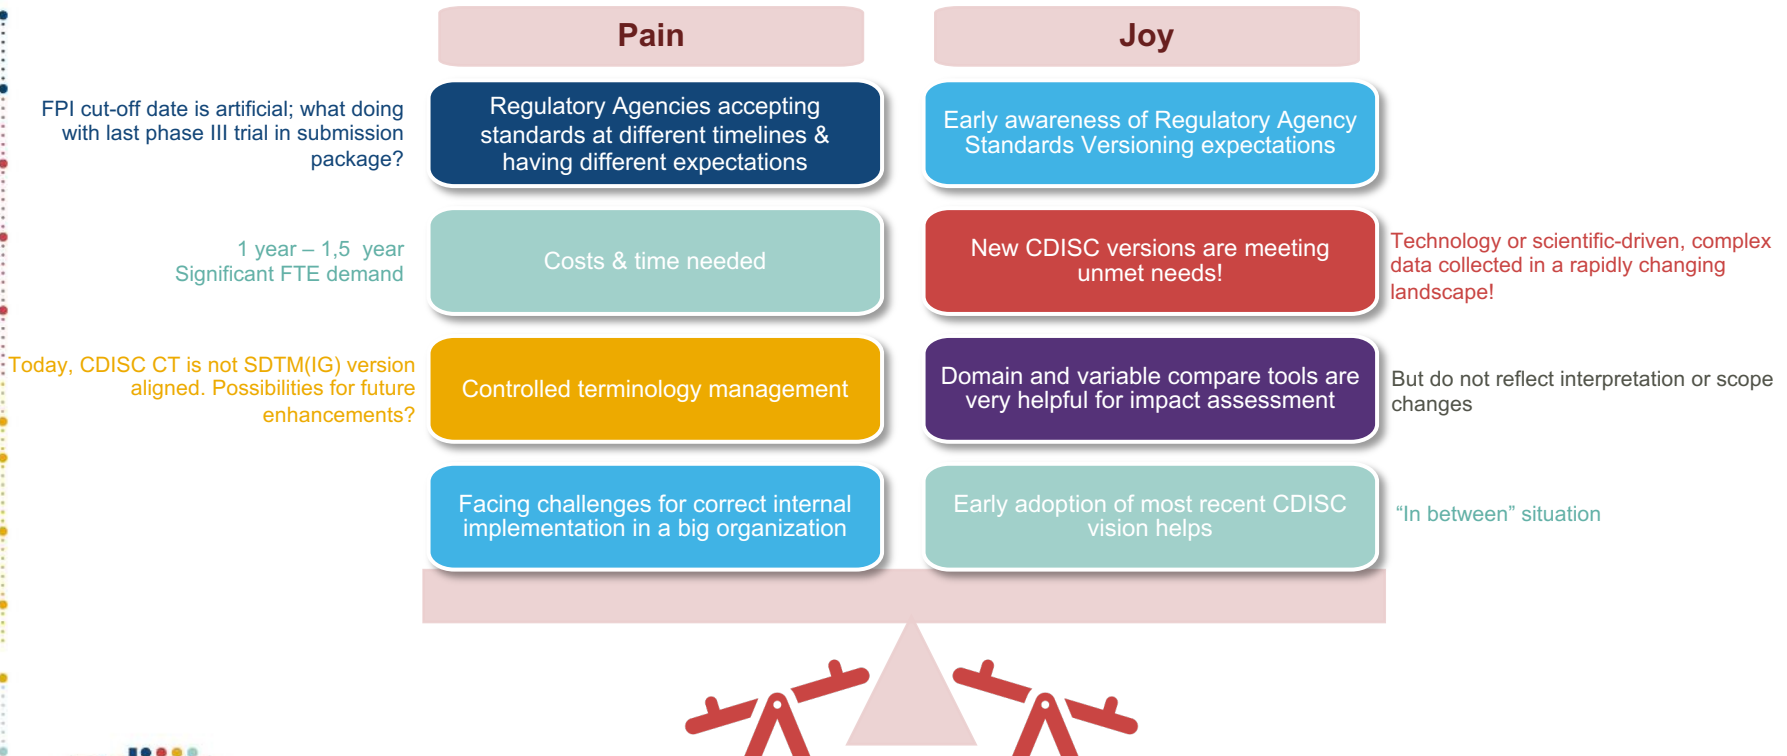 Pain
Joy
FPI cut-off date is artificial; what doing
with last phase III trial in submission
package?
Regulatory Agencies accepting
standards at different timelines &
having different expectations
Early awareness of Regulatory Agency
Standards Versioning expectations
1 year – 1,5 year
Significant FTE demand
Costs & time needed
New CDISC versions are meeting
unmet needs!
Technology or scientific-driven, complex
data collected in a rapidly changing
landscape!
Today, CDISC CT is not SDTM(IG) version
aligned. Possibilities for future
enhancements?
Controlled terminology management
Domain and variable compare tools are
very helpful for impact assessment
But do not reflect interpretation or scope
changes
Facing challenges for correct internal
implementation in a big organization
Early adoption of most recent CDISC
vision helps
“In between” situation